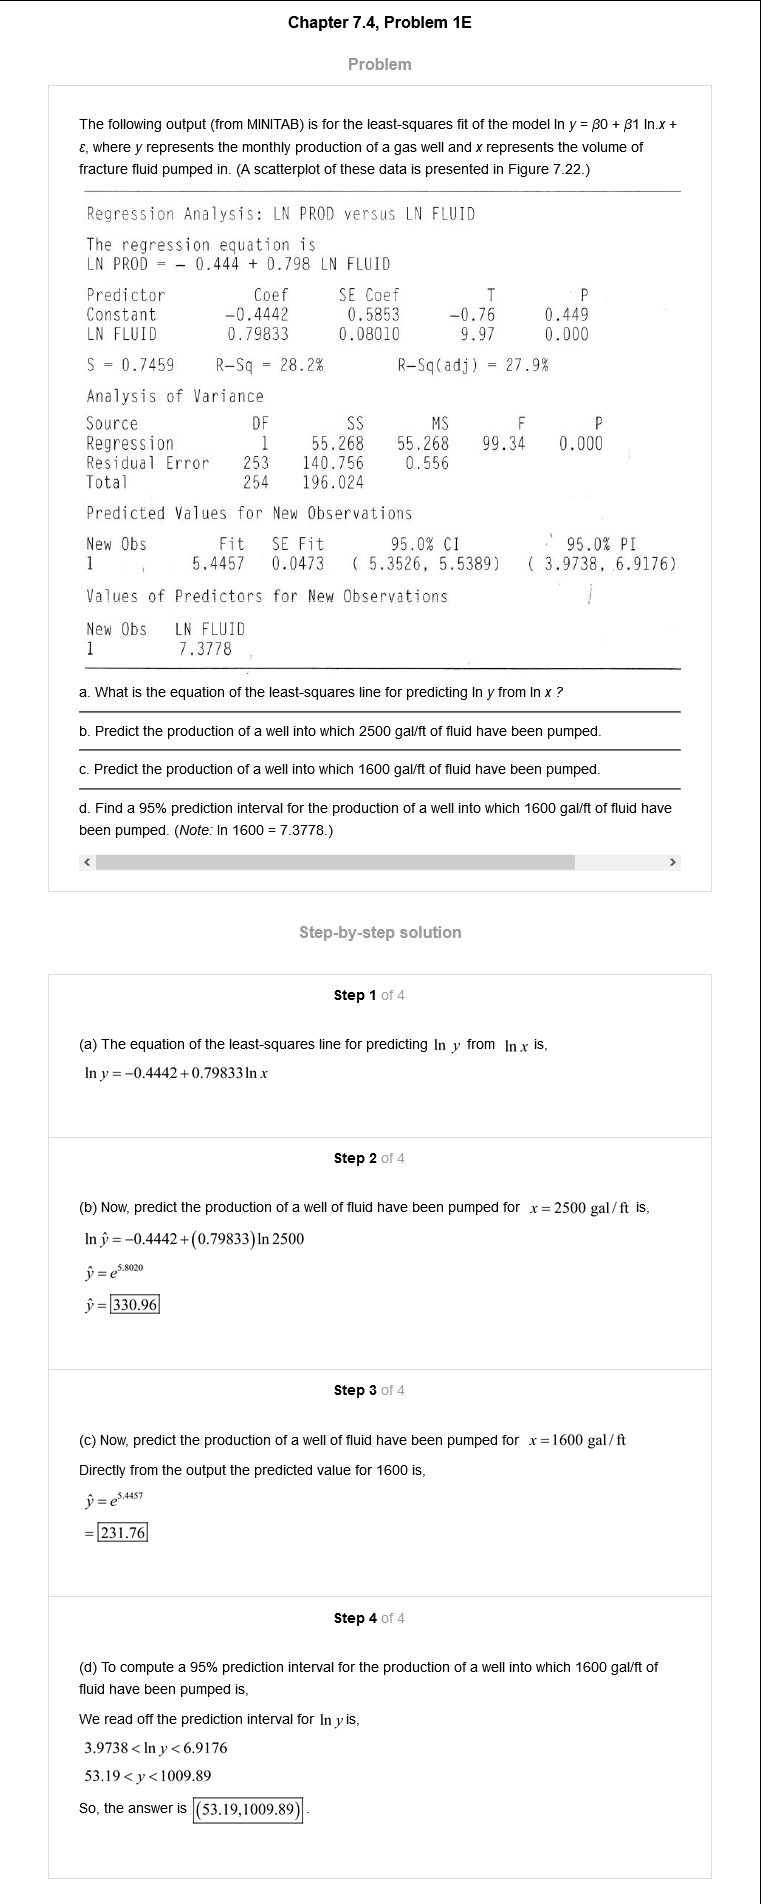 Chapter 7.4, Problem 1E
Problem
The following output (from MINITAB) is for the least-squares fit of the model ln y = β0 + β1 ln.x +
ε, where y represents the monthly production of a gas well and x represents the volume of
fracture fluid pumped in. (A scatterplot of these data is presented in Figure 7.22.)
Regression Analysis: LN PROD versus LN FLUID
The regression equation is
LN PROD = – 0.444 + 0.798 LN FLUID
Predictor Coef SE Coef T P
Constant –0.4442 0.5853 –0.76 0.449
LN FLUID 0.79833 0.08010 9.97 0.000
S = 0.7459 R–Sq = 28.2% R–Sq(adj) = 27.9%
Analysis of Variance
Source DF SS MS F P
Regression 1 55.268 55.268 99.34 0.000
Residual Error 253 140.756 0.556
Total 254 196.024
Predicted Values for New Observations
New Obs Fit SE Fit 95.0% CI 95.0% PI
1 5.4457 0.0473 ( 5.3526, 5.5389) ( 3.9738, 6.9176)
Values of Predictors for New Observations
New Obs LN FLUID
1 7.3778
a. What is the equation of the least-squares line for predicting ln y from ln x ?
b. Predict the production of a well into which 2500 gal/ft of fluid have been pumped.
c. Predict the production of a well into which 1600 gal/ft of fluid have been pumped.
d. Find a 95% prediction interval for the production of a well into which 1600 gal/ft of fluid have
been pumped. (Note: ln 1600 = 7.3778.)
Step-by-step solution
Step 1 of 4
(a) The equation of the least-squares line for predicting ln y from ln x is,
ln y = −0.4442 + 0.79833 ln x
Step 2 of 4
(b) Now, predict the production of a well of fluid have been pumped for x = 2500 gal/ft is,
ln ŷ = −0.4442 + (0.79833) ln 2500
ŷ = e^5.8020
ŷ = 330.96
Step 3 of 4
(c) Now, predict the production of a well of fluid have been pumped for x = 1600 gal/ft
Directly from the output the predicted value for 1600 is,
ŷ = e^5.4457
= 231.76
Step 4 of 4
(d) To compute a 95% prediction interval for the production of a well into which 1600 gal/ft of
fluid have been pumped is,
We read off the prediction interval for ln y is,
3.9738 < ln y < 6.9176
53.19 < y < 1009.89
So, the answer is (53.19,1009.89).